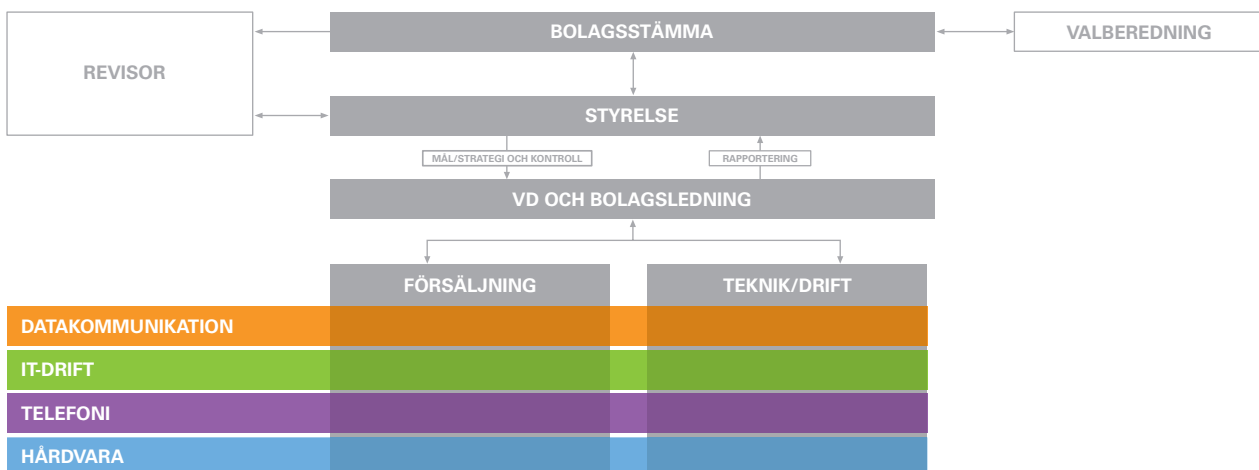 BOLAGSSTÄMMA
VALBEREDNING
REVISOR
STYRELSE
MÅL/STRATEGI OCH KONTROLL
RAPPORTERING
VD OCH BOLAGSLEDNING
FÖRSÄLJNING
TEKNIK/DRIFT
DATAKOMMUNIKATION
IT-DRIFT
TELEFONI
HÅRDVARA